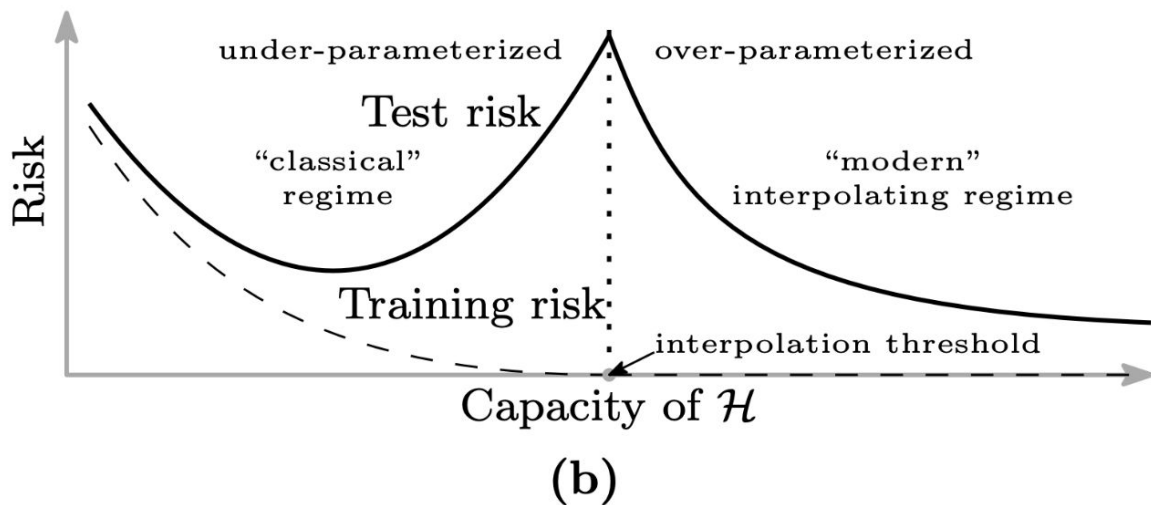 under-parameterized
over-parameterized
Test risk
“classical”
regime
“modern”
interpolating regime
Risk
Training risk
interpolation threshold
Capacity of ℋ
(b)